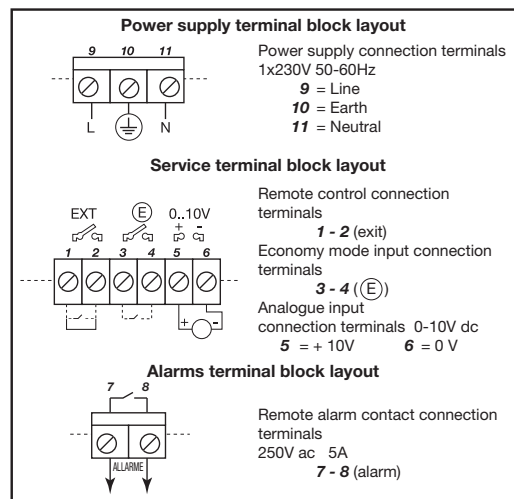 Power supply terminal block layout
9 10 11
L N
Power supply connection terminals
1x230V 50-60Hz
9 = Line
10 = Earth
11 = Neutral
Service terminal block layout
EXT E 0..10V
+ -
1 2 3 4 5 6
+ -
Remote control connection
terminals
1 - 2 (exit)
Economy mode input connection
terminals
3 - 4 (E)
Analogue input
connection terminals 0-10V dc
5 = + 10V 6 = 0 V
Alarms terminal block layout
7 8
ALLARME
Remote alarm contact connection
terminals
250V ac 5A
7 - 8 (alarm)